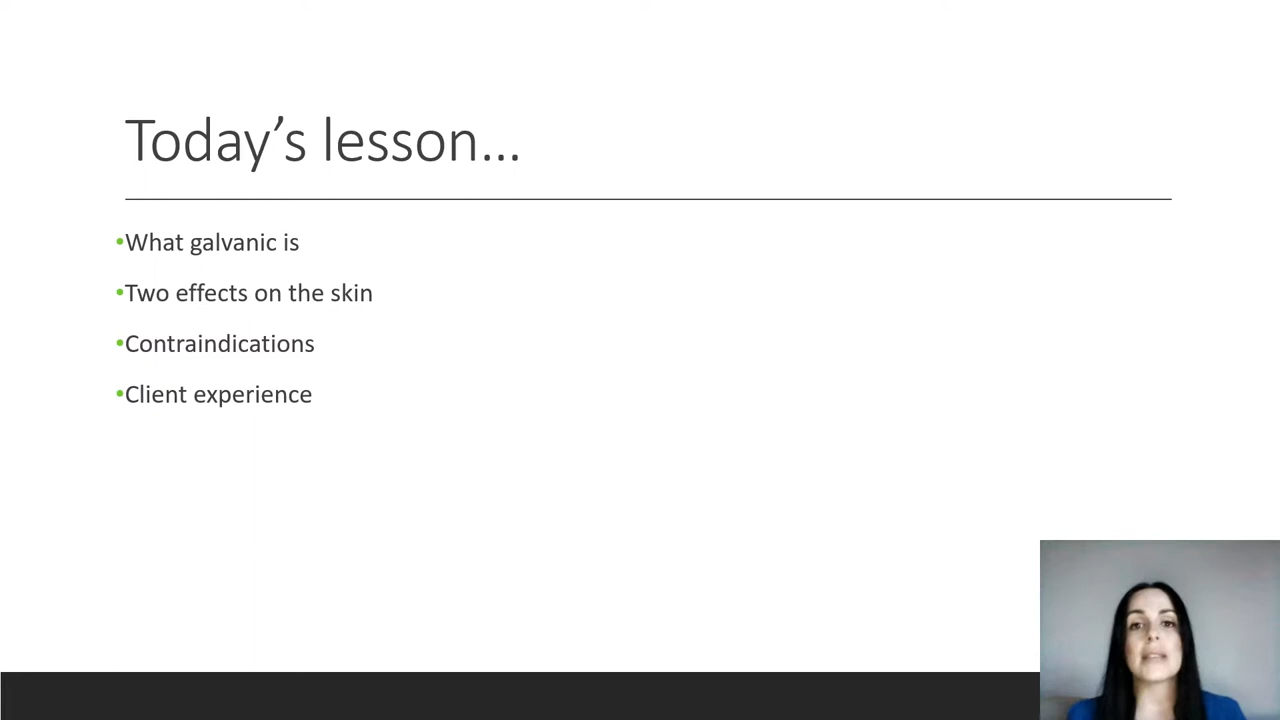 Today’s lesson…
•What galvanic is
•Two effects on the skin
•Contraindications
•Client experience